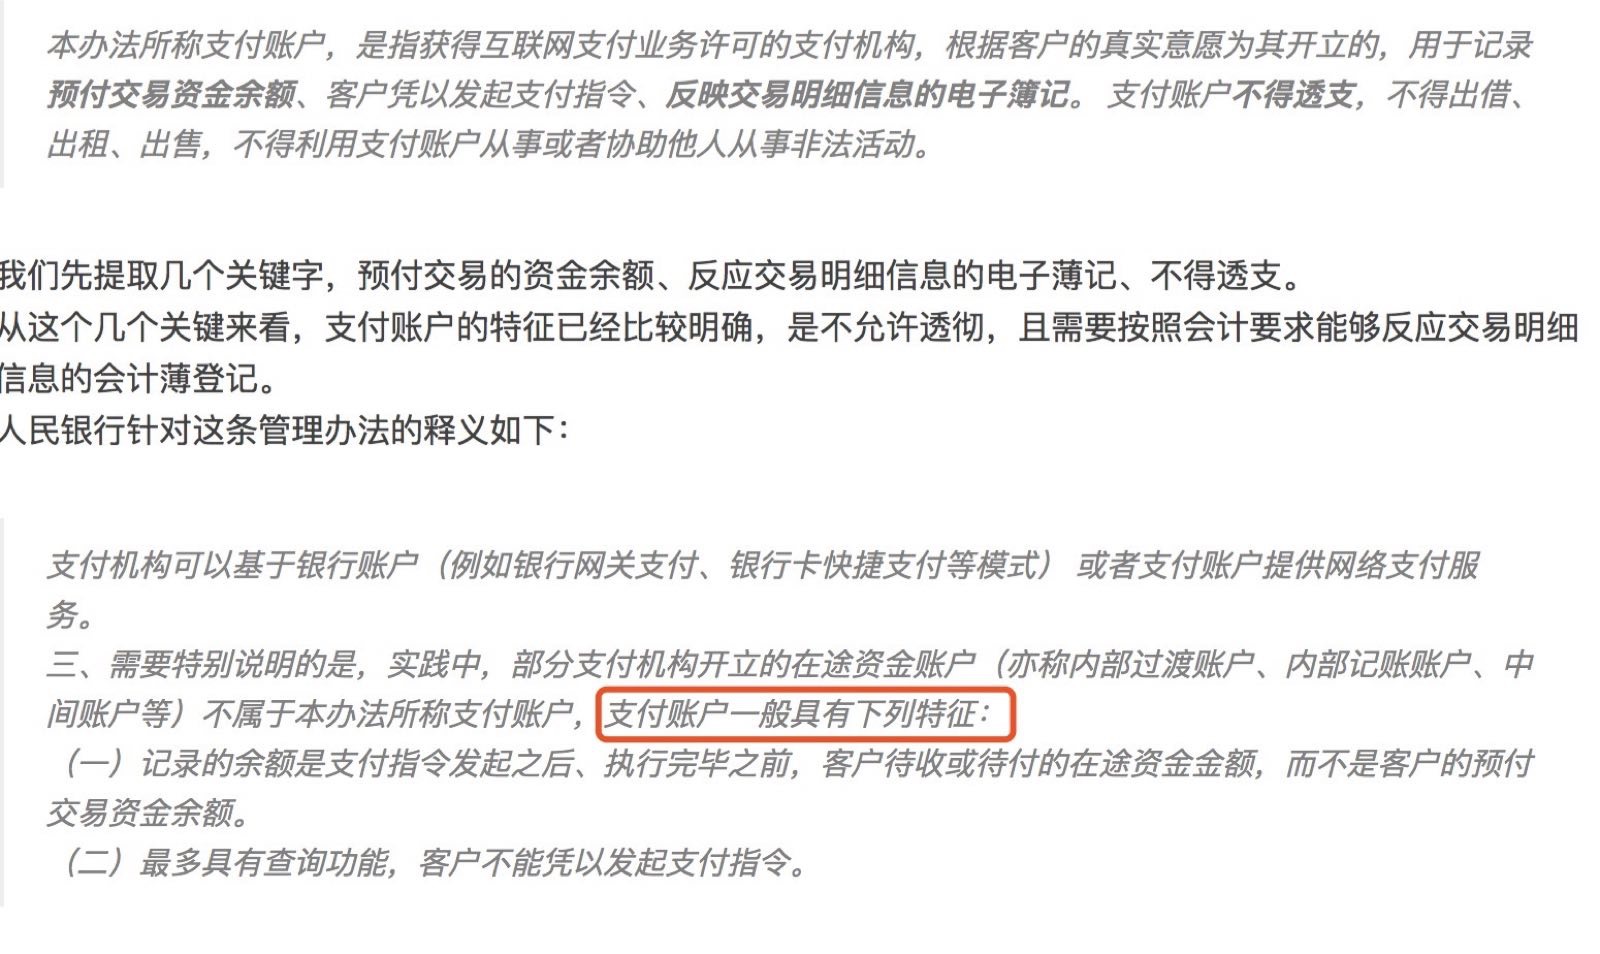 本办法所称支付账户，是指获得互联网支付业务许可的支付机构，根据客户的真实意愿为其开立的，用于记录
预付交易资金余额、客户凭以发起支付指令、反映交易明细信息的电子簿记。 支付账户不得透支，不得出借、
出租、出售，不得利用支付账户从事或者协助他人从事非法活动。
我们先提取几个关键字，预付交易的资金余额、反应交易明细信息的电子薄记、不得透支。
从这个几个关键来看，支付账户的特征已经比较明确，是不允许透彻，且需要按照会计要求能够反应交易明细
信息的会计薄登记。
人民银行针对这条管理办法的释义如下：
支付机构可以基于银行账户（例如银行网关支付、银行卡快捷支付等模式） 或者支付账户提供网络支付服
务。
三、需要特别说明的是，实践中，部分支付机构开立的在途资金账户（亦称内部过渡账户、内部记账账户、中
间账户等）不属于本办法所称支付账户，支付账户一般具有下列特征：
（一）记录的余额是支付指令发起之后、执行完毕之前，客户待收或待付的在途资金金额，而不是客户的预付
交易资金余额。
（二）最多具有查询功能，客户不能凭以发起支付指令。